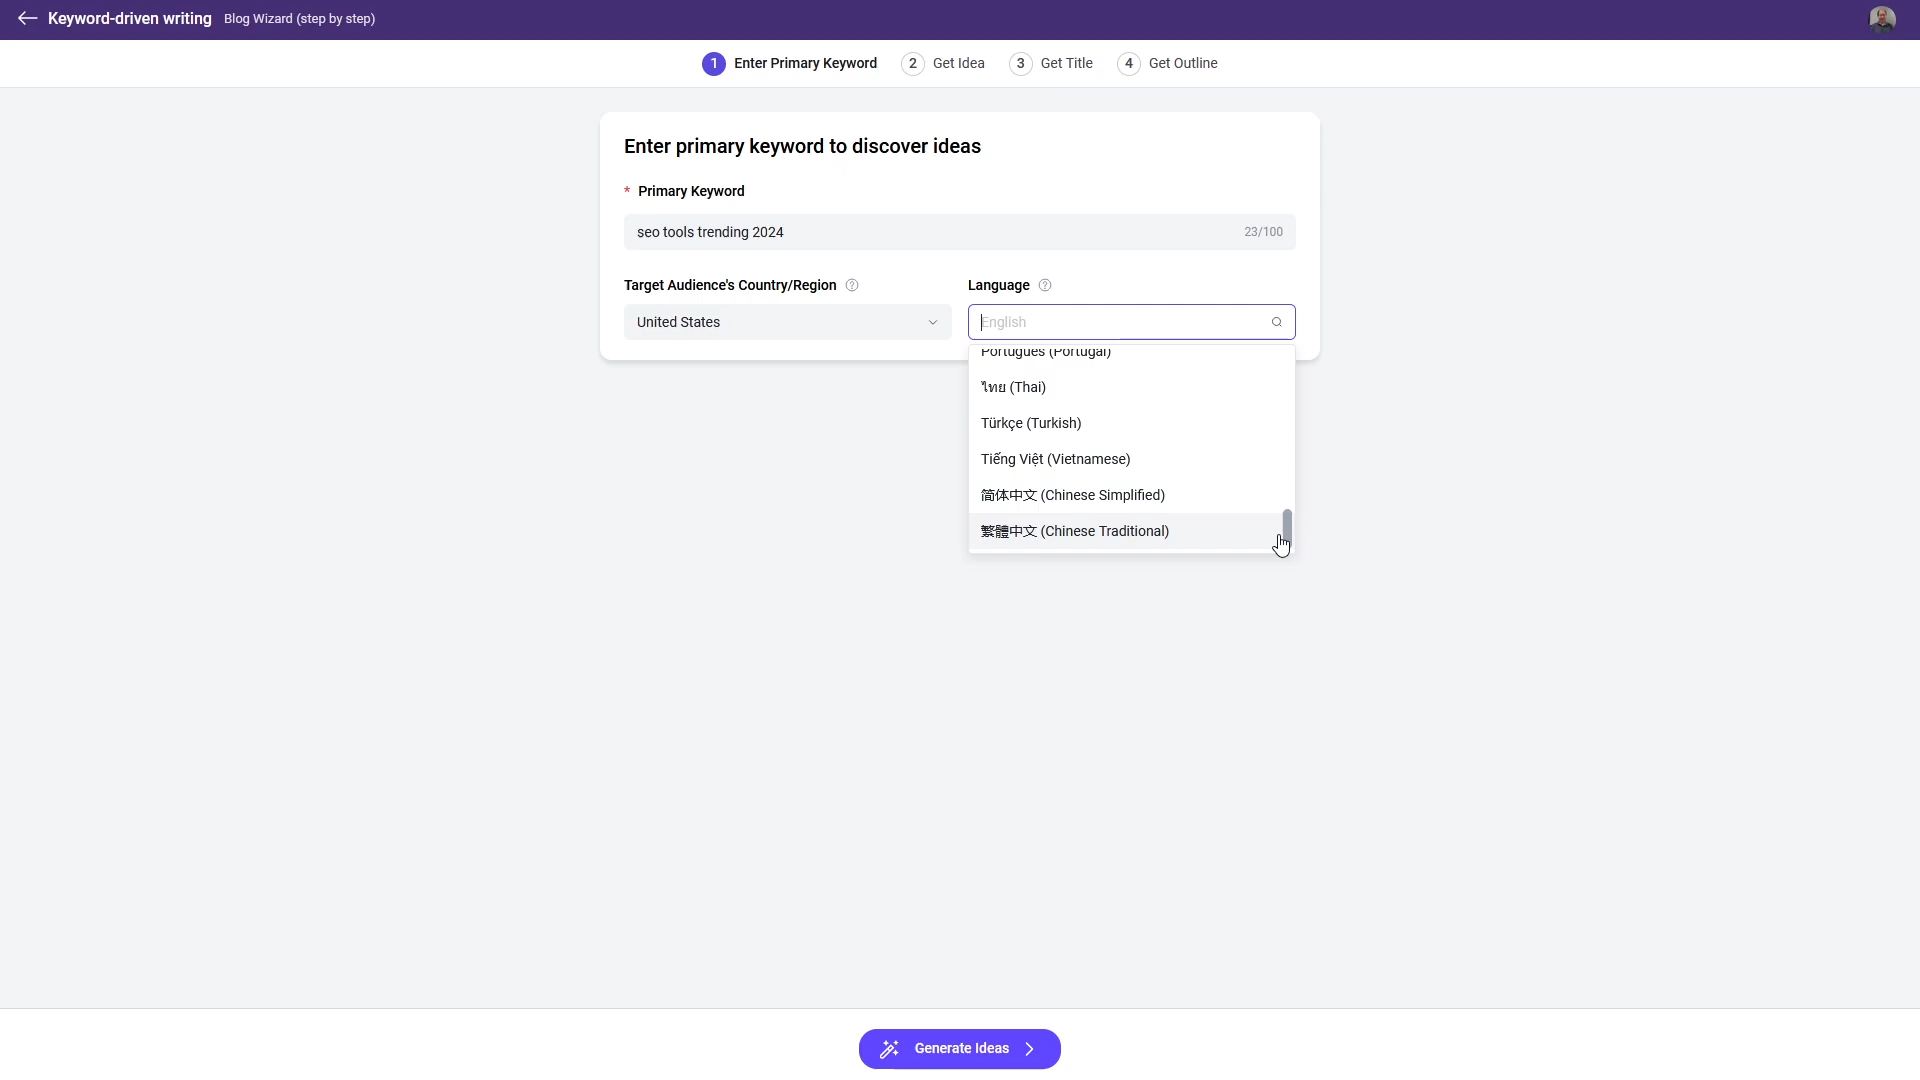 Keyword-driven writing Blog Wizard (step by step)
1 Enter Primary Keyword 2 Get Idea 3 Get Title 4 Get Outline
Enter primary keyword to discover ideas
* Primary Keyword
seo tools trending 2024 23/100
Target Audience's Country/Region ? Language ?
United States English
Português (Portugal)
ไทย (Thai)
Türkçe (Turkish)
Tiếng Việt (Vietnamese)
简体中文 (Chinese Simplified)
繁體中文 (Chinese Traditional)
Generate Ideas